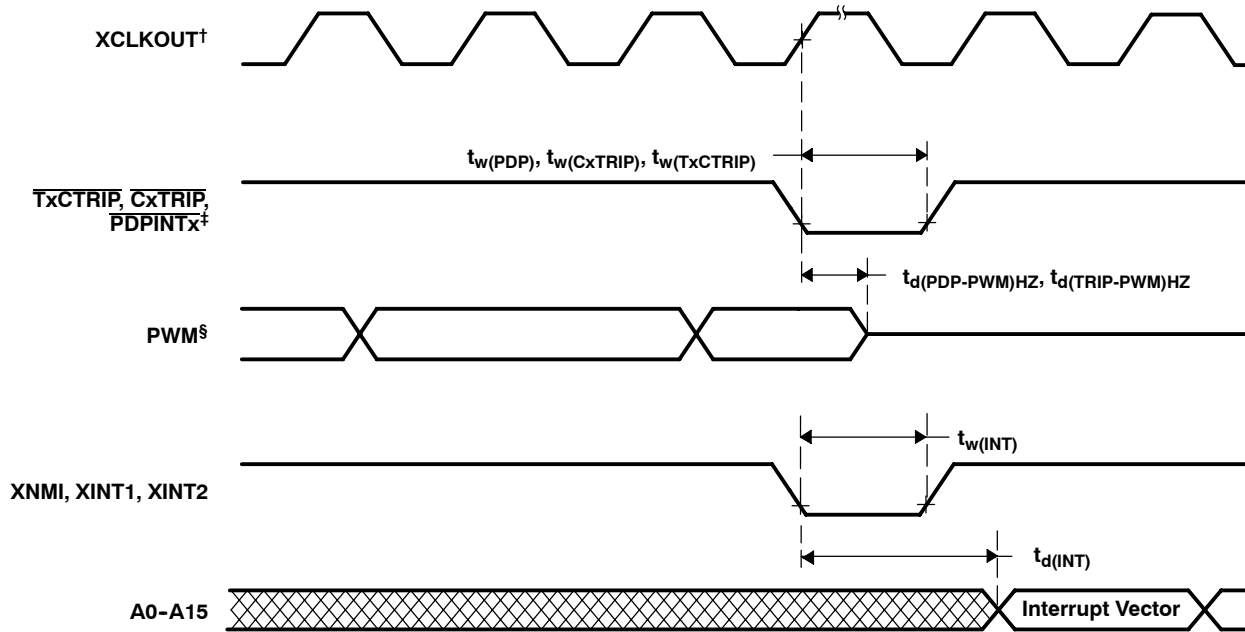 XCLKOUT†
tw(PDP), tw(CxTRIP), tw(TxCTRIP)
TxCTRIP, CxTRIP,
PDPINTx‡
td(PDP-PWM)HZ, td(TRIP-PWM)HZ
PWM§
tw(INT)
XNMI, XINT1, XINT2
td(INT)
A0-A15
Interrupt Vector